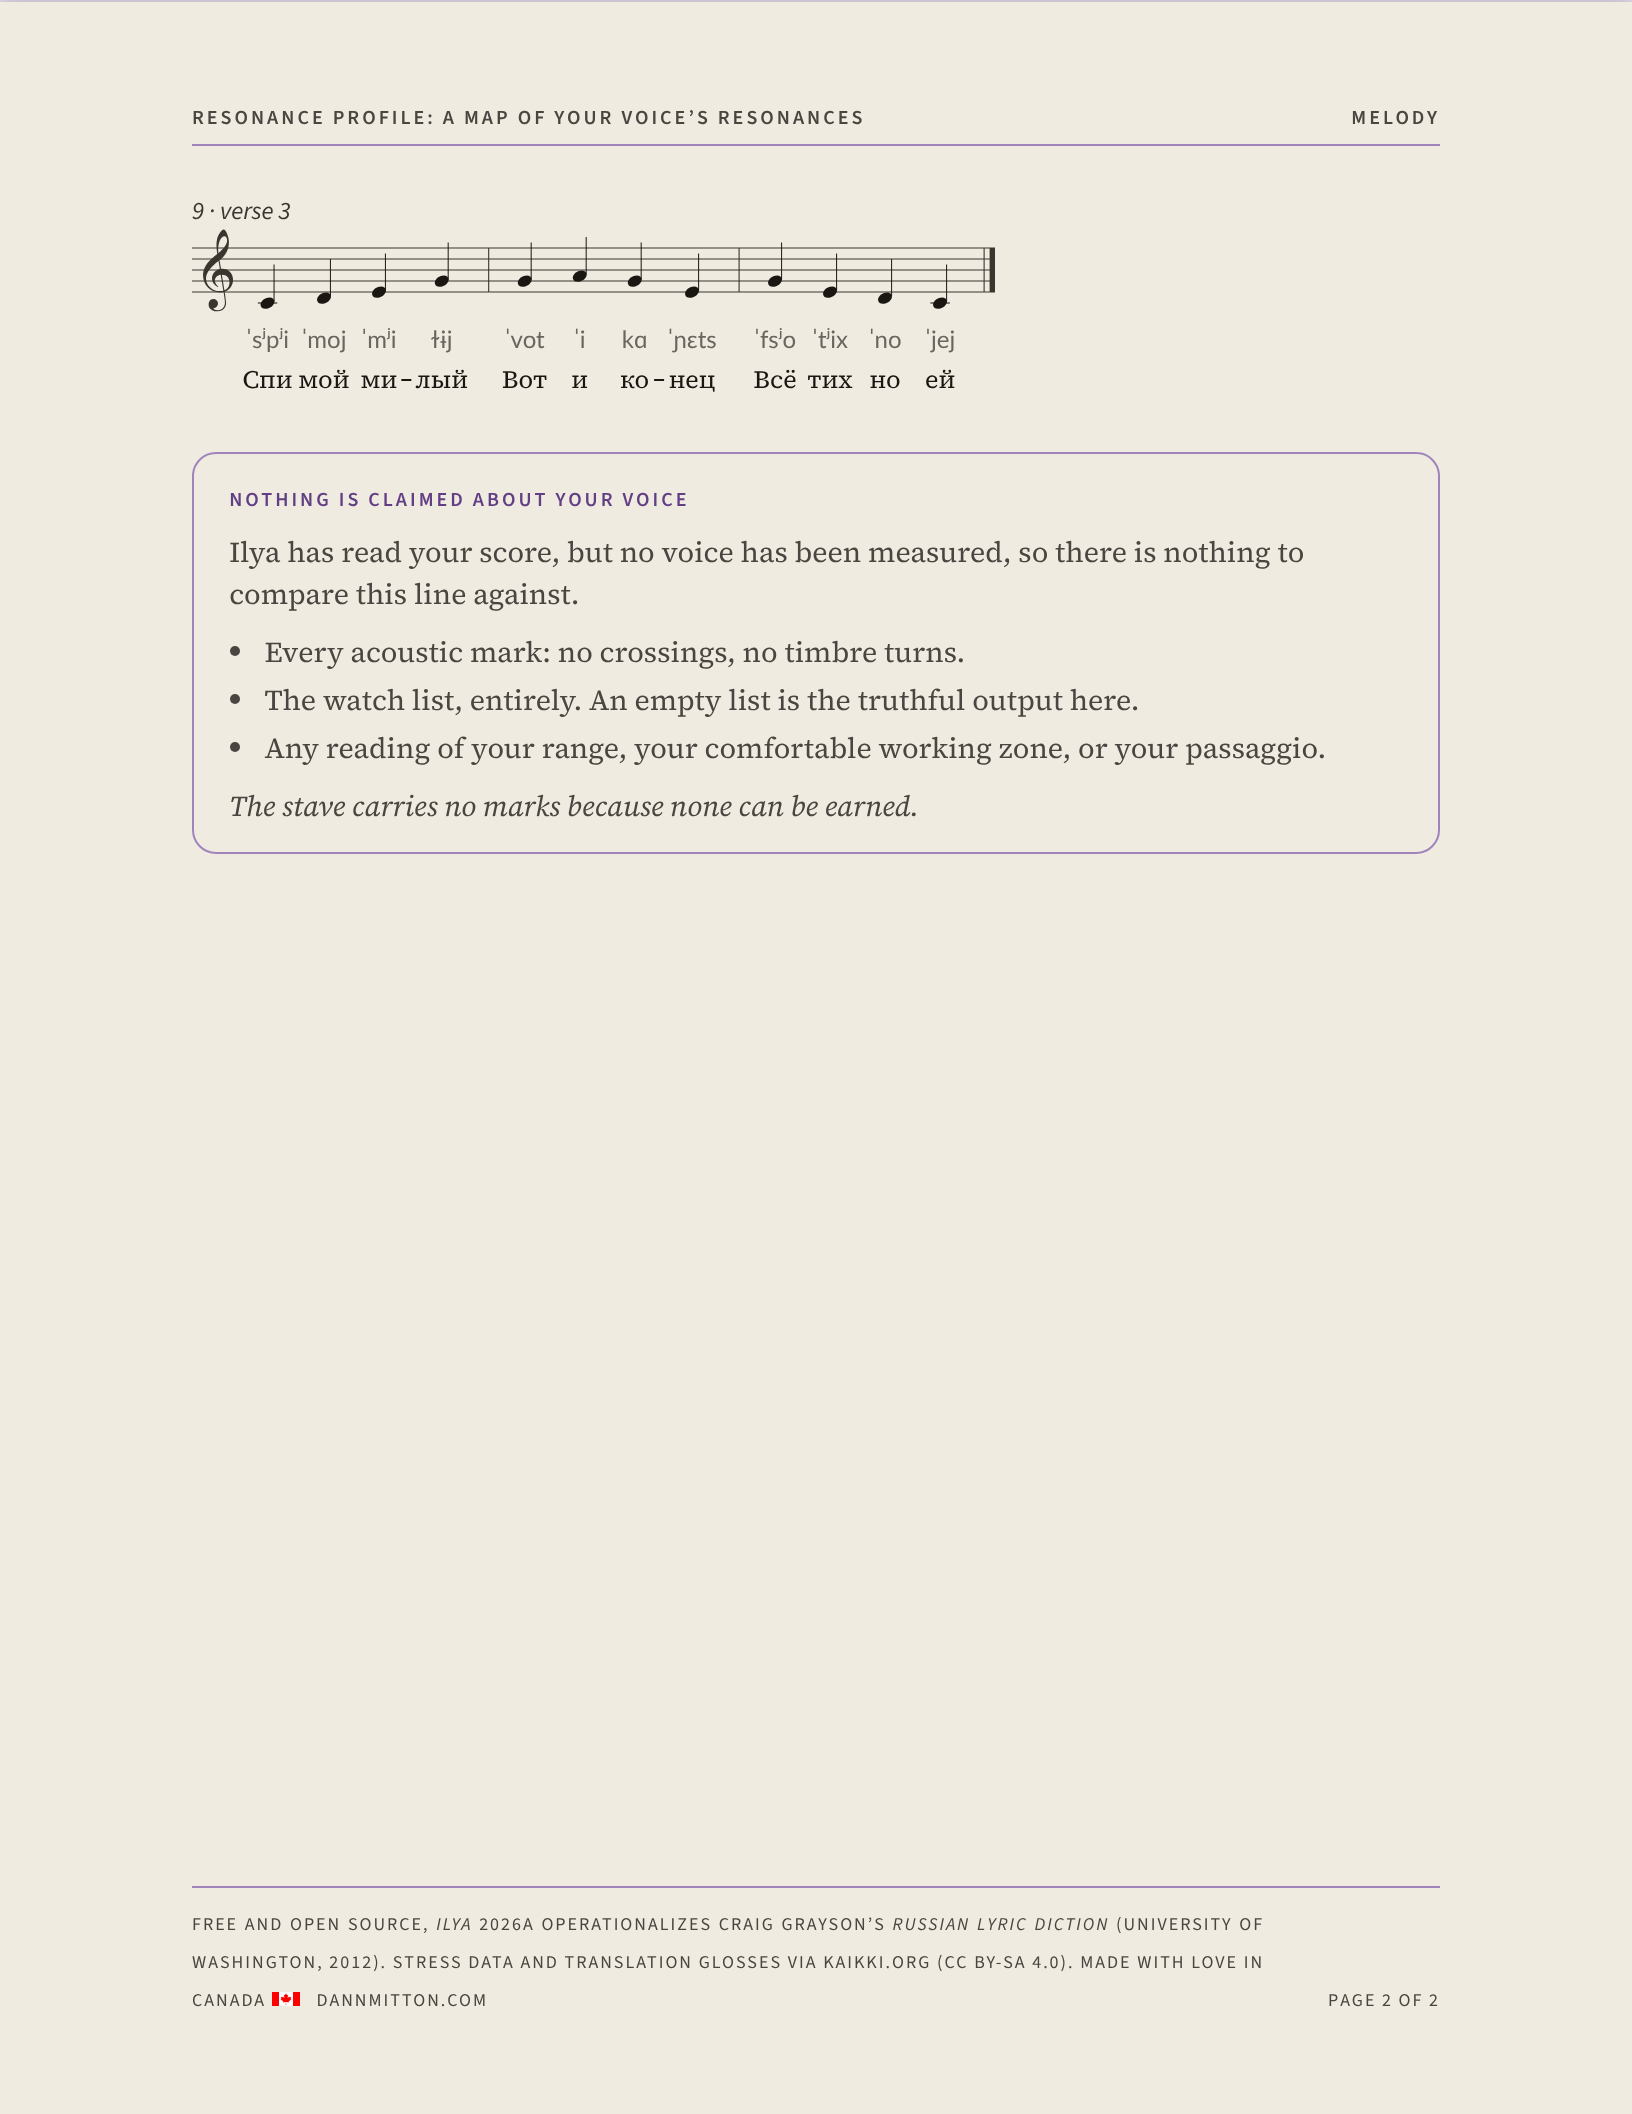 RESONANCE PROFILE: A MAP OF YOUR VOICE’S RESONANCES
MELODY
9 · verse 3
ˈsʲpʲi ˈmoj ˈmʲi ɫɨj ˈvot ˈi kɑ ˈɲɛts ˈfsʲo ˈtʲix ˈno ˈjej
Спи мой ми-лый Вот и ко-нец Всё тих но ей
NOTHING IS CLAIMED ABOUT YOUR VOICE
Ilya has read your score, but no voice has been measured, so there is nothing to
compare this line against.
• Every acoustic mark: no crossings, no timbre turns.
• The watch list, entirely. An empty list is the truthful output here.
• Any reading of your range, your comfortable working zone, or your passaggio.
The stave carries no marks because none can be earned.
FREE AND OPEN SOURCE, ILYA 2026A OPERATIONALIZES CRAIG GRAYSON’S RUSSIAN LYRIC DICTION (UNIVERSITY OF
WASHINGTON, 2012). STRESS DATA AND TRANSLATION GLOSSES VIA KAIKKI.ORG (CC BY-SA 4.0). MADE WITH LOVE IN
CANADA 🇨🇦 DANNMITTON.COM
PAGE 2 OF 2